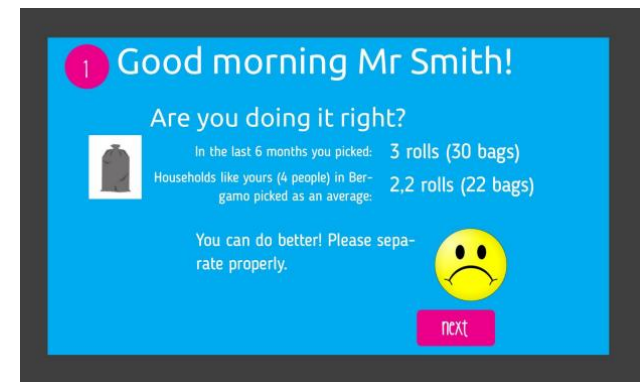 1
Good morning Mr Smith!
Are you doing it right?
In the last 6 months you picked: 3 rolls (30 bags)
Households like yours (4 people) in Ber-
gamo picked as an average: 2,2 rolls (22 bags)
You can do better! Please sepa-
rate properly.
next